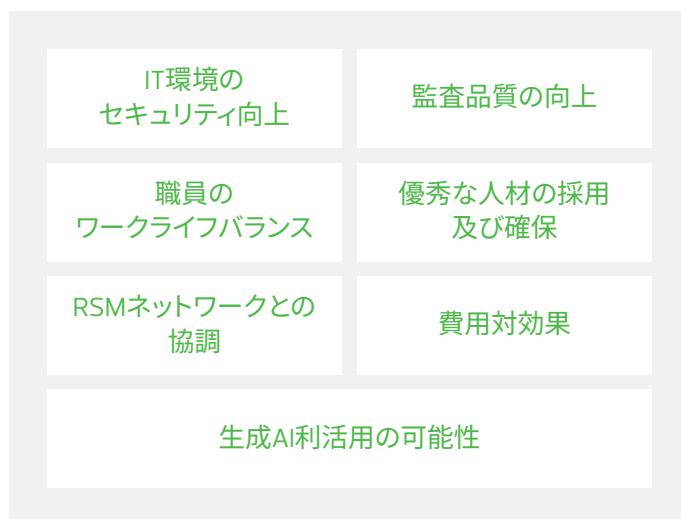 IT環境の
セキュリティ向上
監査品質の向上
職員の
ワークライフバランス
優秀な人材の採用
及び確保
RSMネットワークとの
協調
費用対効果
生成AI利活用の可能性